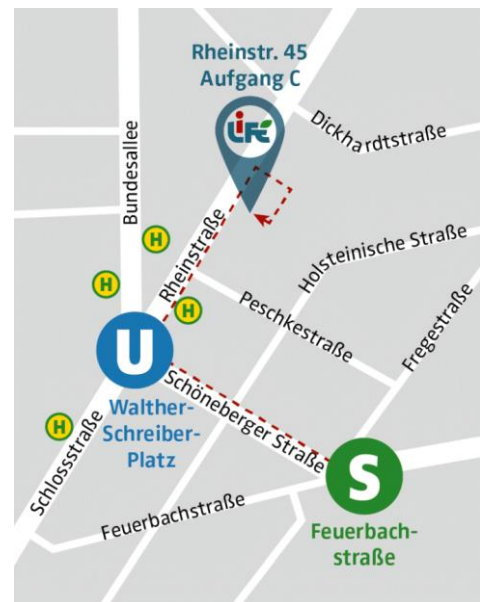 Rheinstr. 45
Aufgang C
LiFE
Dickhardtstraße
Bundesallee
H
Holsteinische Straße
Rheinstraße
H
H
Peschkestraße
Fregestraße
U
Schöneberger Straße
Walther-
Schreiber-
Platz
H
Schlossstraße
S
Feuerbachstraße
Feuerbach-
straße